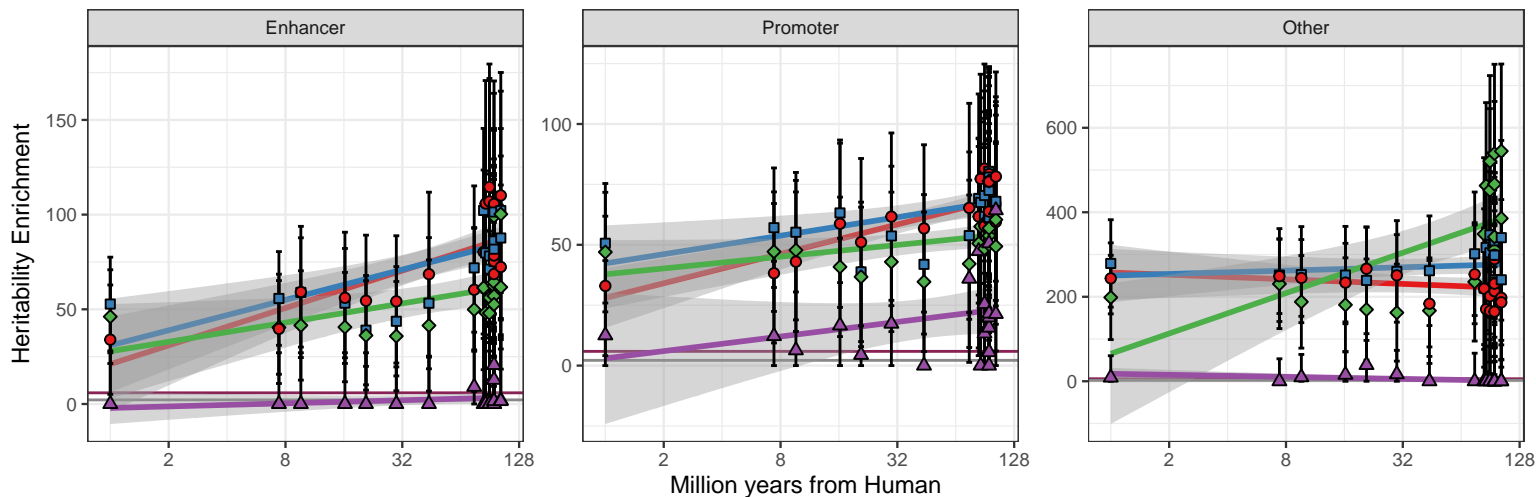 Enhancer
Promoter
Other
Heritability Enrichment
150
100
50
0
100
50
0
600
400
200
0
2 8 32 128
2 8 32 128
2 8 32 128
Million years from Human